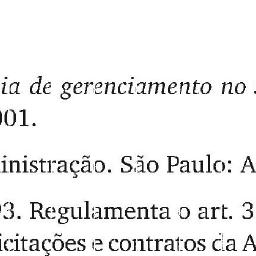 ia de gerenciamento no
001.
inistração. São Paulo: A
93. Regulamenta o art. 3
icitações e contratos da A